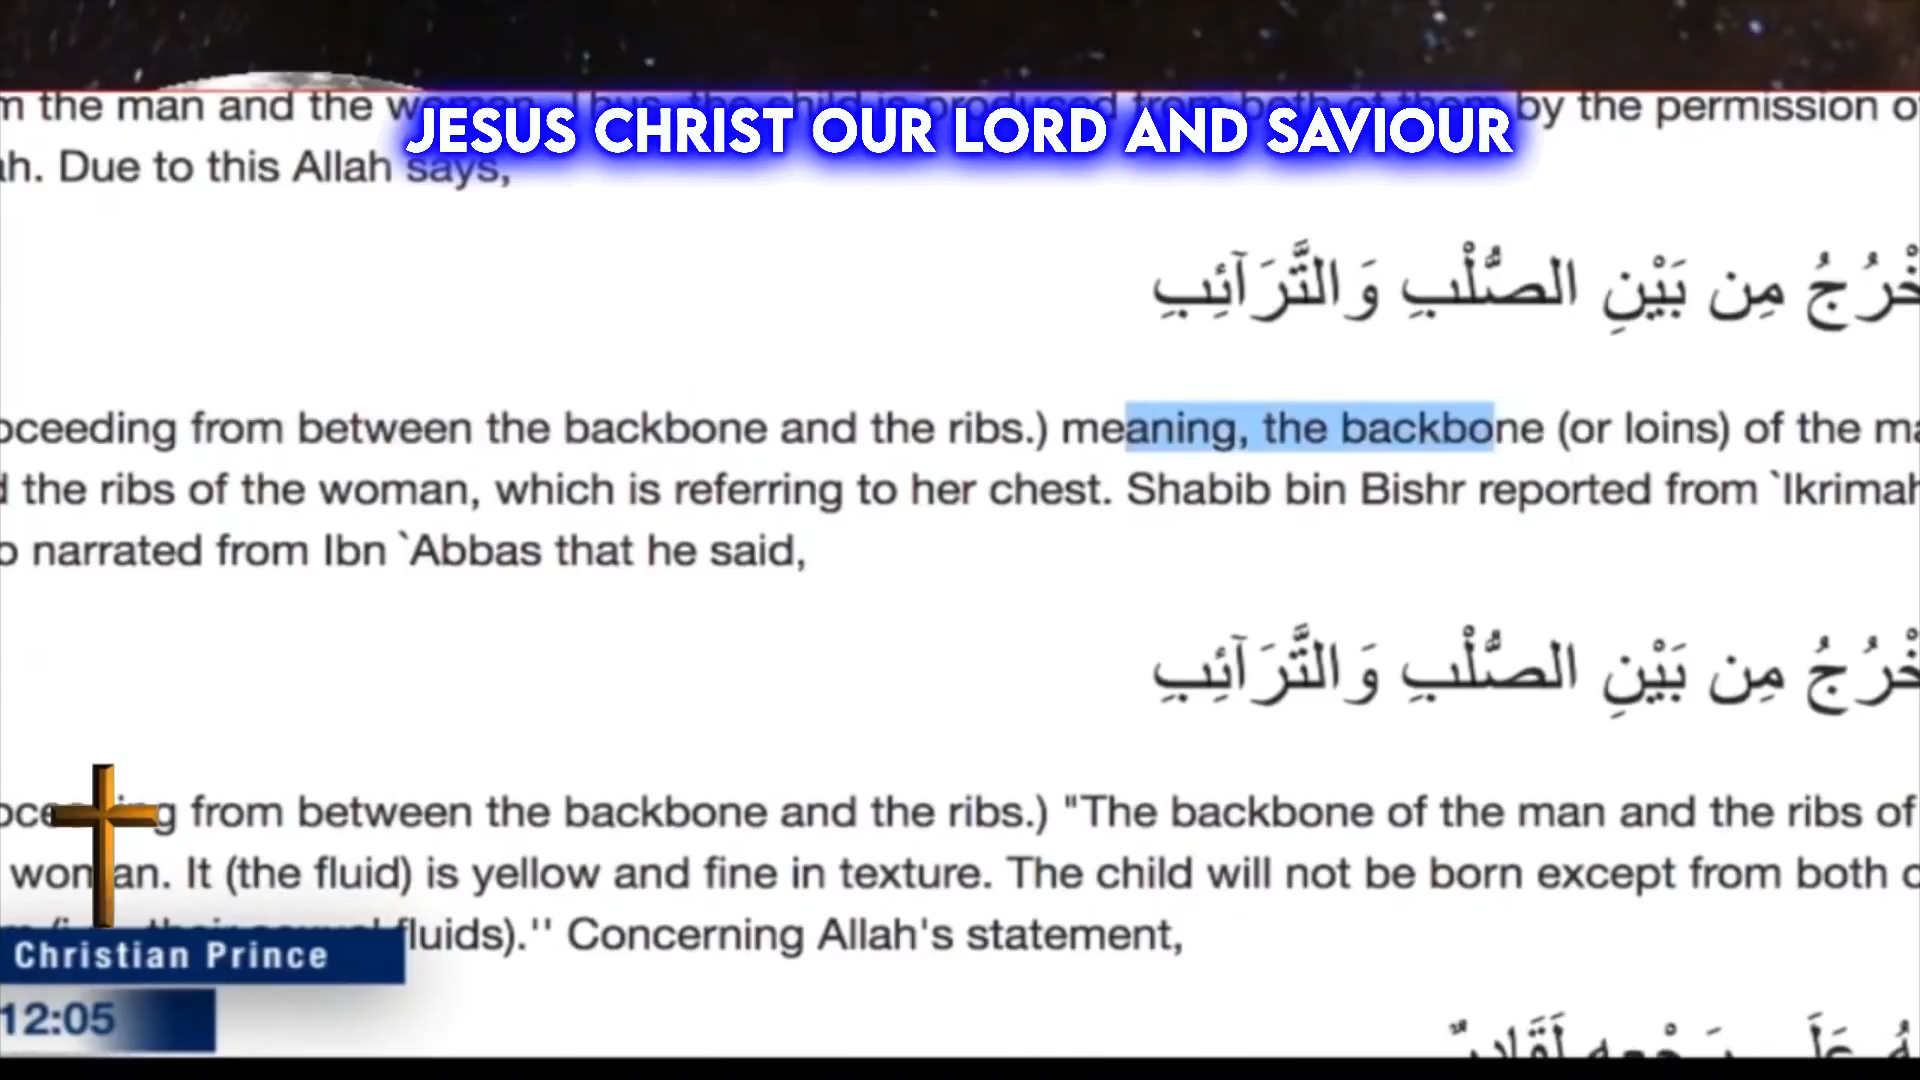 JESUS CHRIST OUR LORD AND SAVIOUR
the man and the by the permission
Due to this Allah says,
مِن بَيْنِ الصُّلْبِ وَالتَّرَآئِبِ
from between the backbone and the ribs.) meaning, the backbone (or loins) of the
the ribs of the woman, which is referring to her chest. Shabib bin Bishr reported from `Ikrimah
narrated from Ibn `Abbas that he said,
مِن بَيْنِ الصُّلْبِ وَالتَّرَآئِبِ
from between the backbone and the ribs.) "The backbone of the man and the ribs of
woman. It (the fluid) is yellow and fine in texture. The child will not be born except from both
fluids).'' Concerning Allah's statement,
Christian Prince
12:05